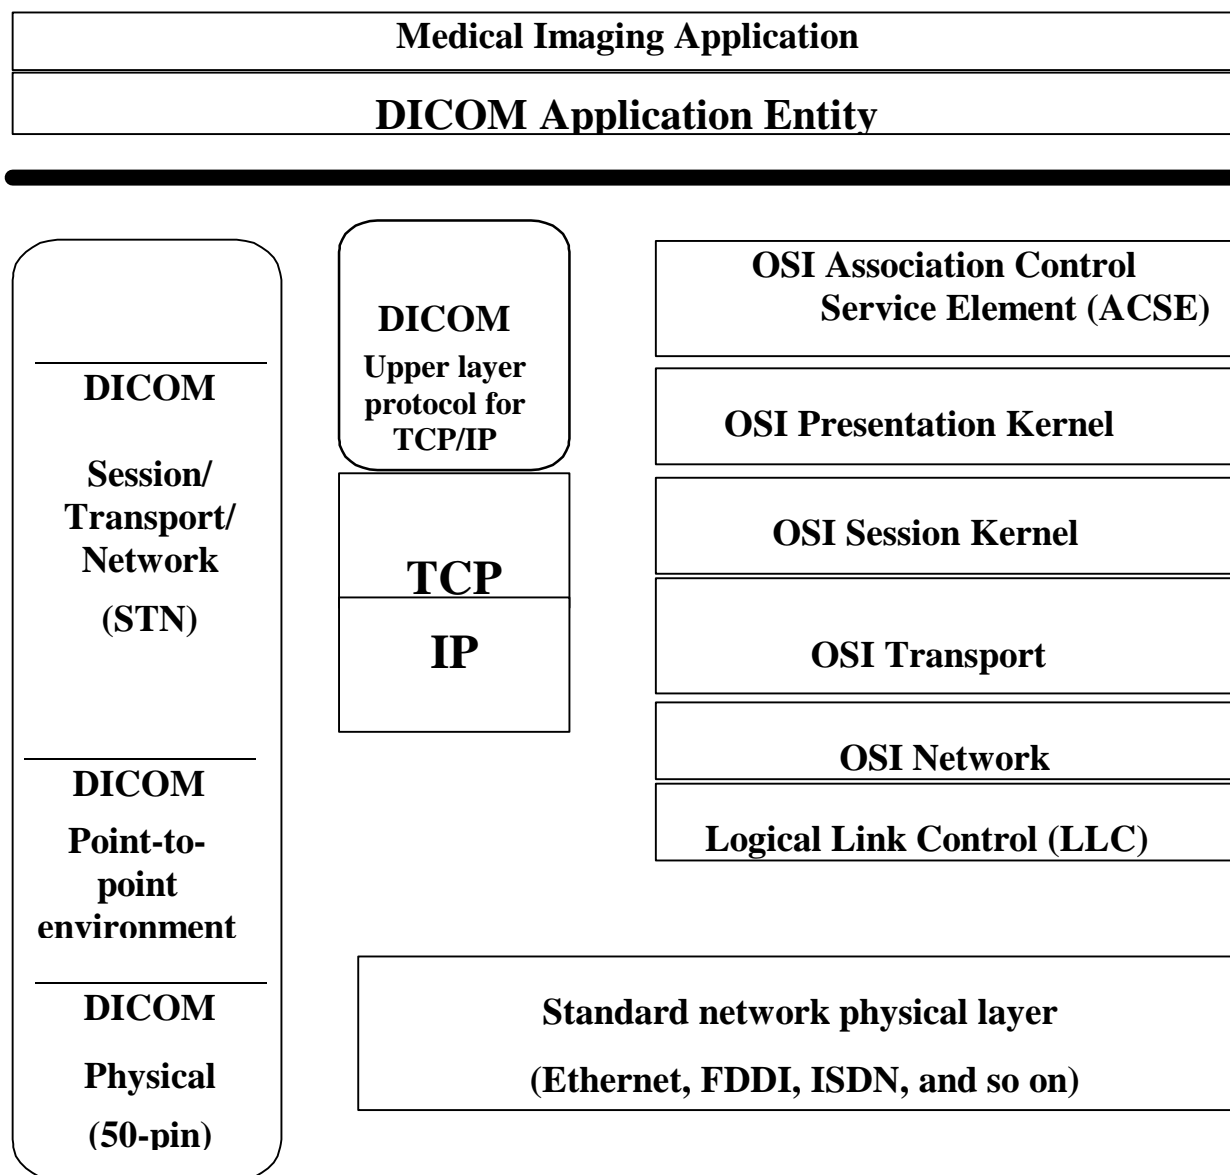 Medical Imaging Application
DICOM Application Entity
DICOM
Session/
Transport/
Network
(STN)
DICOM
Point-to-
point
environment
DICOM
Physical
(50-pin)
DICOM
Upper layer
protocol for
TCP/IP
TCP
IP
OSI Association Control
Service Element (ACSE)
OSI Presentation Kernel
OSI Session Kernel
OSI Transport
OSI Network
Logical Link Control (LLC)
Standard network physical layer
(Ethernet, FDDI, ISDN, and so on)